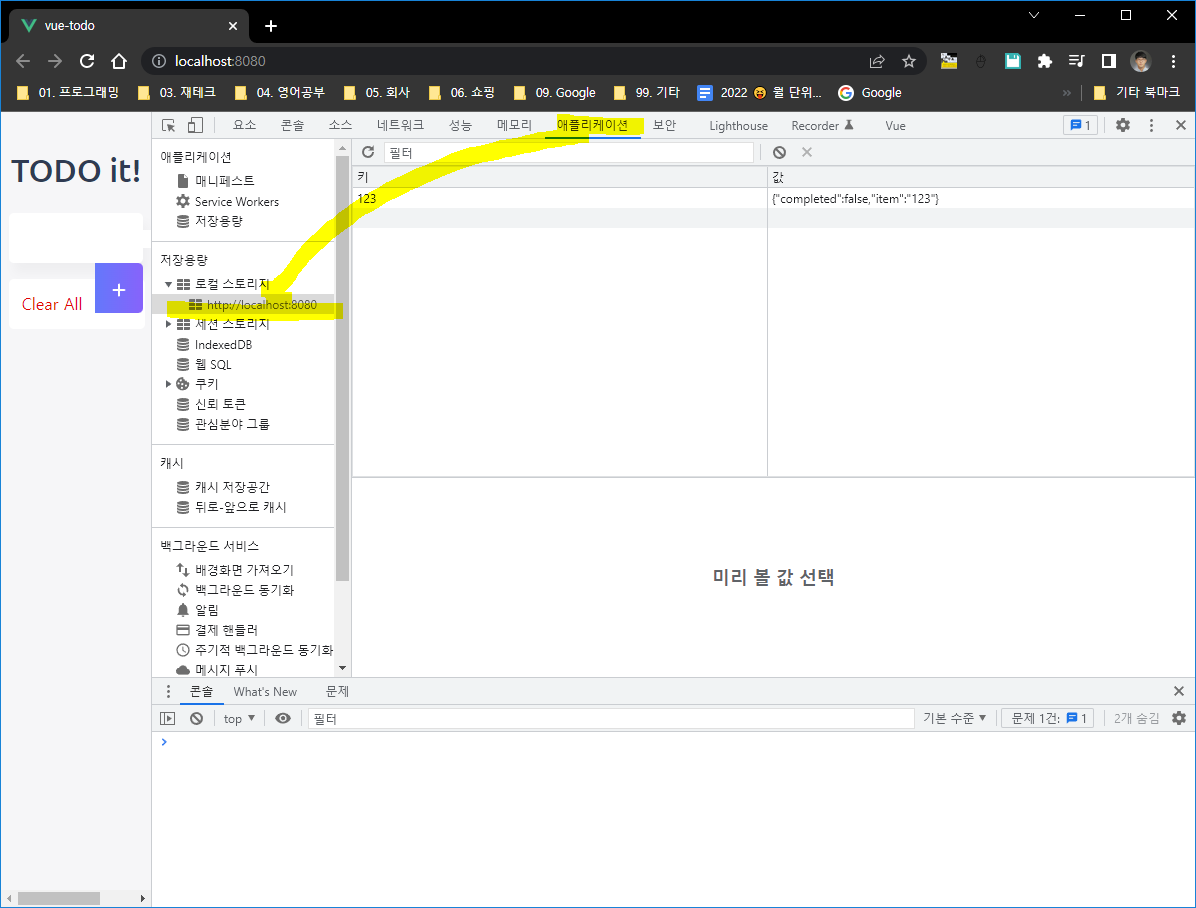 vue-todo
localhost:8080
01. 프로그래밍 03. 재테크 04. 영어공부 05. 회사 06. 쇼핑 09. Google 99. 기타 2022 😆 월 단위... Google » 기타 북마크
요소 콘솔 소스 네트워크 성능 메모리 애플리케이션 보안 Lighthouse Recorder Vue 1
TODO it!
+
Clear All
애플리케이션
매니페스트
Service Workers
저장용량
저장용량
로컬 스토리지
http://localhost:8080
세션 스토리지
IndexedDB
웹 SQL
쿠키
신뢰 토큰
관심분야 그룹
캐시
캐시 저장공간
뒤로-앞으로 캐시
백그라운드 서비스
배경화면 가져오기
백그라운드 동기화
알림
결제 핸들러
주기적 백그라운드 동기화
메시지 푸시
필터
키 값
123 {"completed":false,"item":"123"}
미리 볼 값 선택
콘솔 What's New 문제
top 필터 기본 수준 문제 1건: 1 2개 숨김